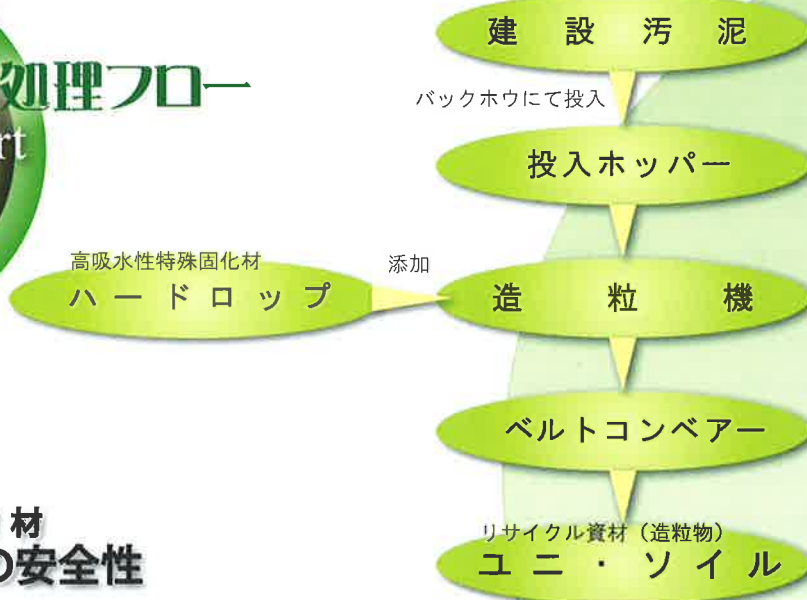 処理フロー
rt
建設汚泥
バックホウにて投入
投入ホッパー
高吸水性特殊固化材
ハードロップ
添加
造粒機
ベルトコンベアー
リサイクル資材（造粒物）
ユニ・ソイル
材
の安全性